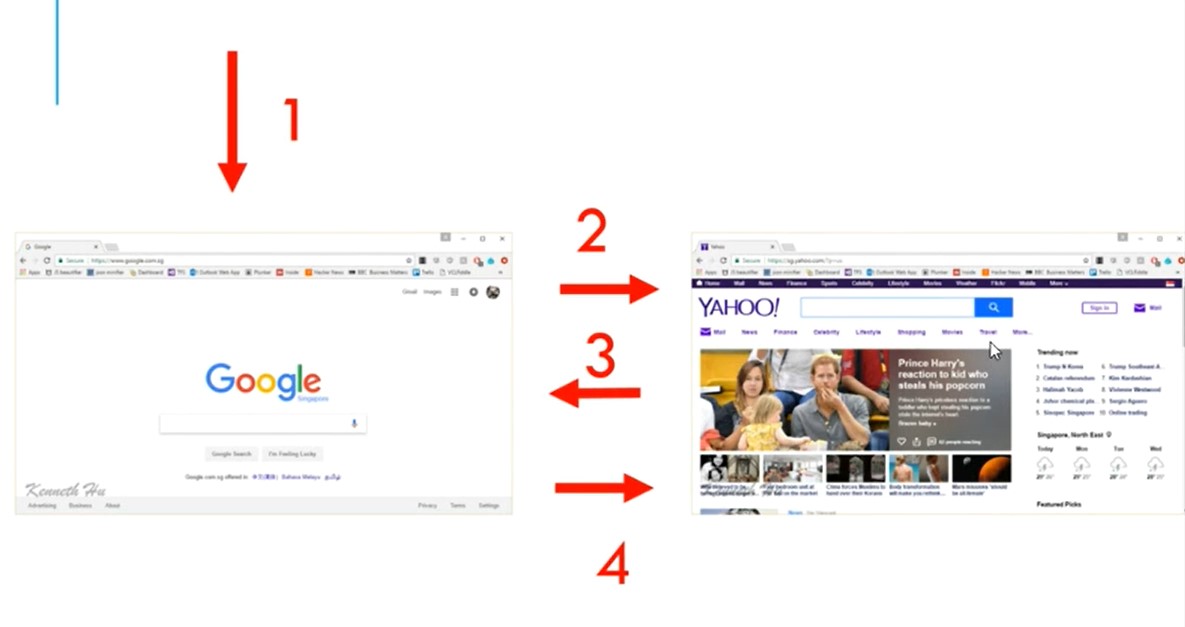 1
2
3
4
Google
Secure https://www.google.com.sg
Apps js beautifier json minifier Dashboard TFS Outlook Web App Plunker Inside Hacker News BBC Business Matters Trello VCLFiddle
Gmail Images
Google
Singapore
Google Search I'm Feeling Lucky
Google.com.sg offered in: 中文(简体) Bahasa Melayu தமிழ்
Kenneth Hu
Advertising Business About Privacy Terms Settings
Yahoo
Secure https://sg.yahoo.com/?p=us
Apps js beautifier json minifier Dashboard TFS Outlook Web App Plunker Inside Hacker News BBC Business Matters Trello VCLFiddle
Home Mail News Finance Sports Celebrity Lifestyle Movies Weather Flickr Mobile More
YAHOO!
Sign in Mail
Mail News Finance Celebrity Lifestyle Shopping Movies Travel More...
Prince Harry's
reaction to kid who
steals his popcorn
Prince Harry's priceless reaction to a
toddler who kept stealing his popcorn
stole the internet's heart.
62 people reacting
China forces Muslims to
hand over their Korans
Body transformation
will make you rethink...
Mars missions 'should
be all-female'
News
Trending now
1 Trump N Korea 6 Trump Southeast A...
2 Catalan referendum 7 Kim Kardashian
3 Halimah Yacob 8 Vivienne Westwood
4 Johor chemical pla... 9 Sergio Aguero
5 Sinopec Singapore 10 Online trading
Singapore, North East
Today Mon Tue Wed
Featured Picks